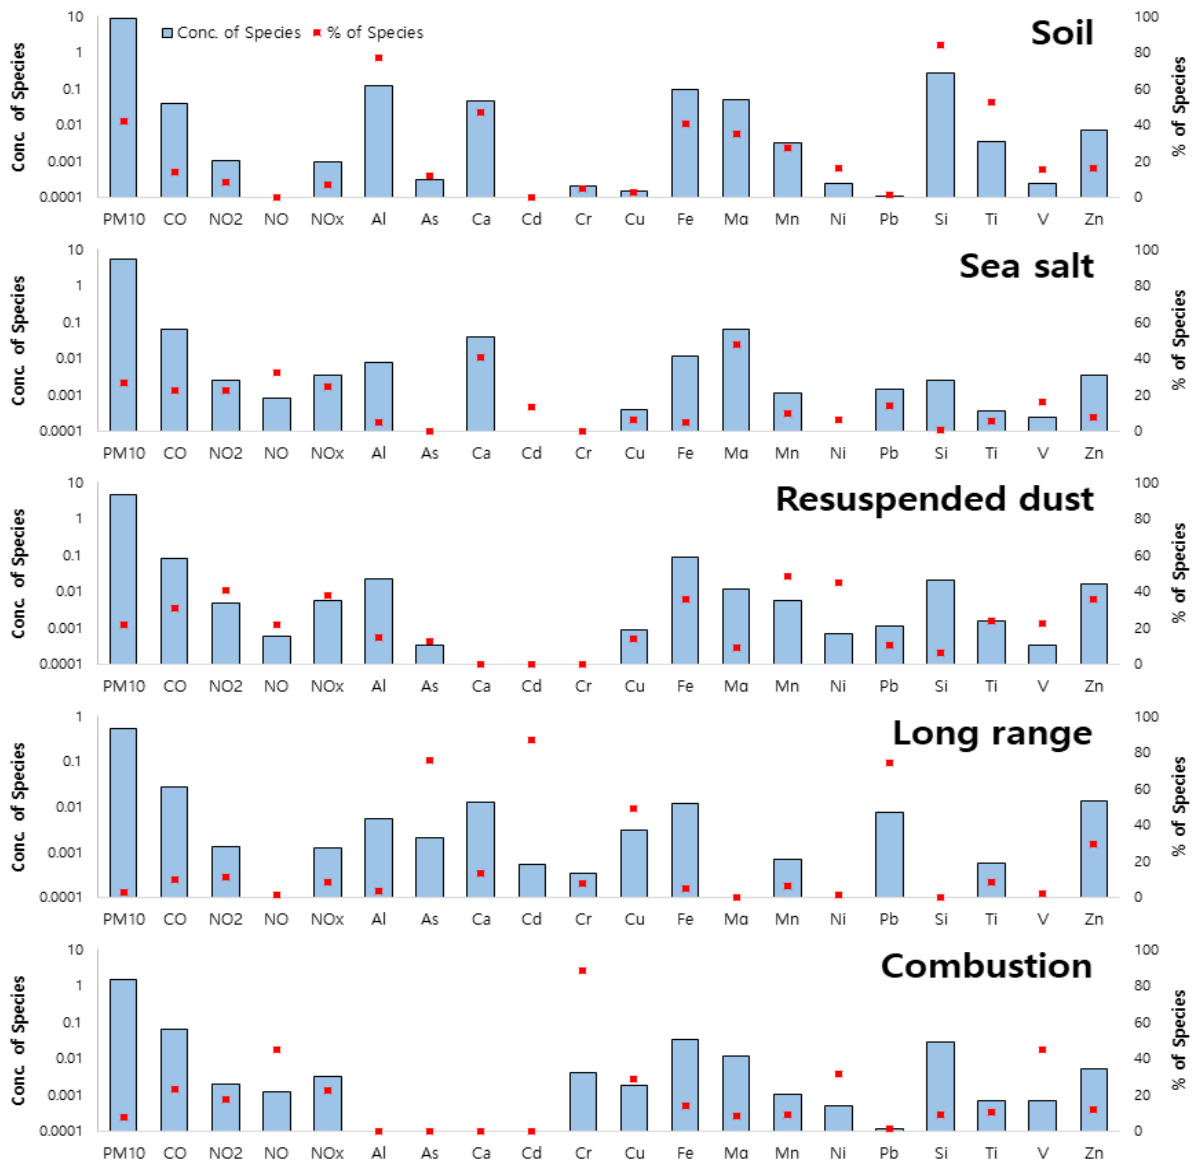 Soil
Conc. of Species
% of Species
Conc. of Species
% of Species
10 1 0.1 0.01 0.001 0.0001
100 80 60 40 20 0
PM10 CO NO2 NO NOx Al As Ca Cd Cr Cu Fe Mg Mn Ni Pb Si Ti V Zn
Sea salt
Conc. of Species
% of Species
10 1 0.1 0.01 0.001 0.0001
100 80 60 40 20 0
PM10 CO NO2 NO NOx Al As Ca Cd Cr Cu Fe Mg Mn Ni Pb Si Ti V Zn
Resuspended dust
Conc. of Species
% of Species
10 1 0.1 0.01 0.001 0.0001
100 80 60 40 20 0
PM10 CO NO2 NO NOx Al As Ca Cd Cr Cu Fe Mg Mn Ni Pb Si Ti V Zn
Long range
Conc. of Species
% of Species
1 0.1 0.01 0.001 0.0001
100 80 60 40 20 0
PM10 CO NO2 NO NOx Al As Ca Cd Cr Cu Fe Mg Mn Ni Pb Si Ti V Zn
Combustion
Conc. of Species
% of Species
10 1 0.1 0.01 0.001 0.0001
100 80 60 40 20 0
PM10 CO NO2 NO NOx Al As Ca Cd Cr Cu Fe Mg Mn Ni Pb Si Ti V Zn